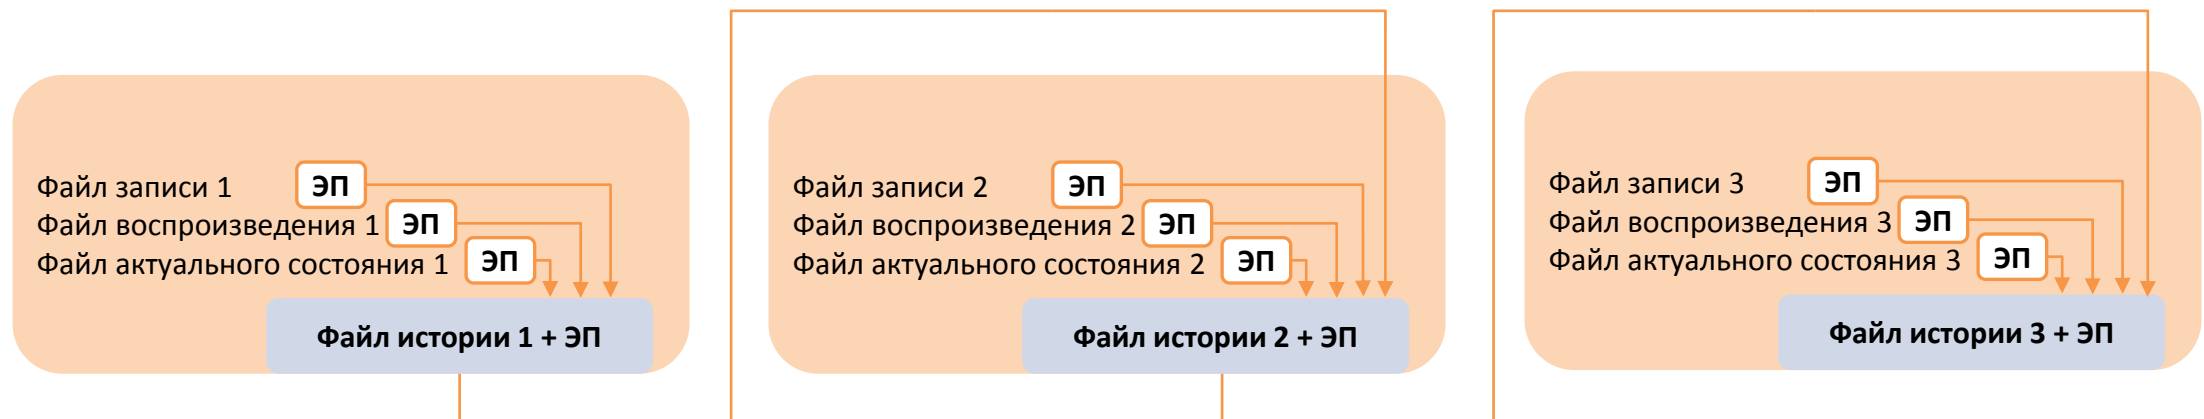 Файл записи 1 ЭП
Файл воспроизведения 1 ЭП
Файл актуального состояния 1 ЭП
Файл истории 1 + ЭП
Файл записи 2 ЭП
Файл воспроизведения 2 ЭП
Файл актуального состояния 2 ЭП
Файл истории 2 + ЭП
Файл записи 3 ЭП
Файл воспроизведения 3 ЭП
Файл актуального состояния 3 ЭП
Файл истории 3 + ЭП